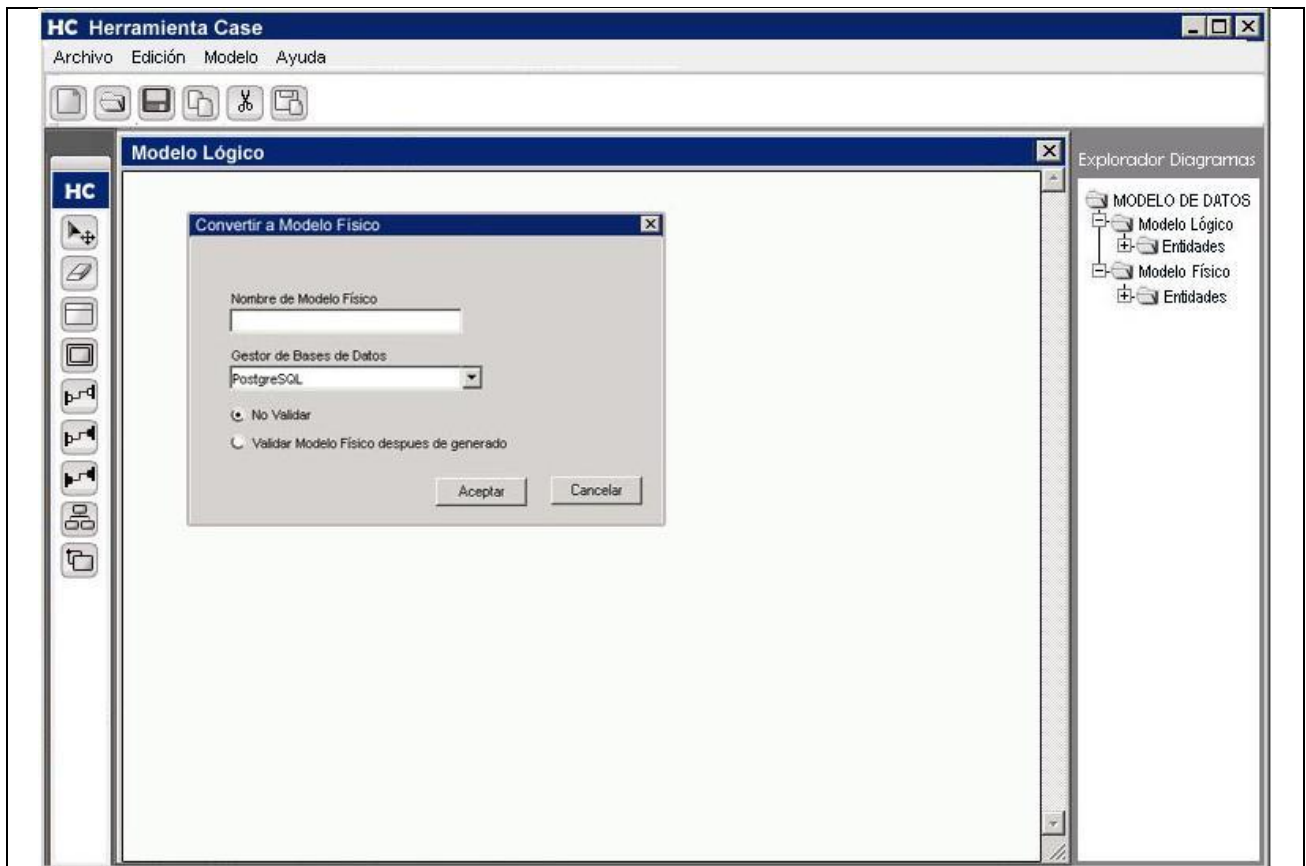 HC Herramienta Case
Archivo Edición Modelo Ayuda
Modelo Lógico
HC
Convertir a Modelo Físico
Nombre de Modelo Físico
Gestor de Bases de Datos
PostgreSQL
No Validar
Validar Modelo Físico despues de generado
Aceptar Cancelar
Explorador Diagramas
MODELO DE DATOS
Modelo Lógico
Entidades
Modelo Físico
Entidades